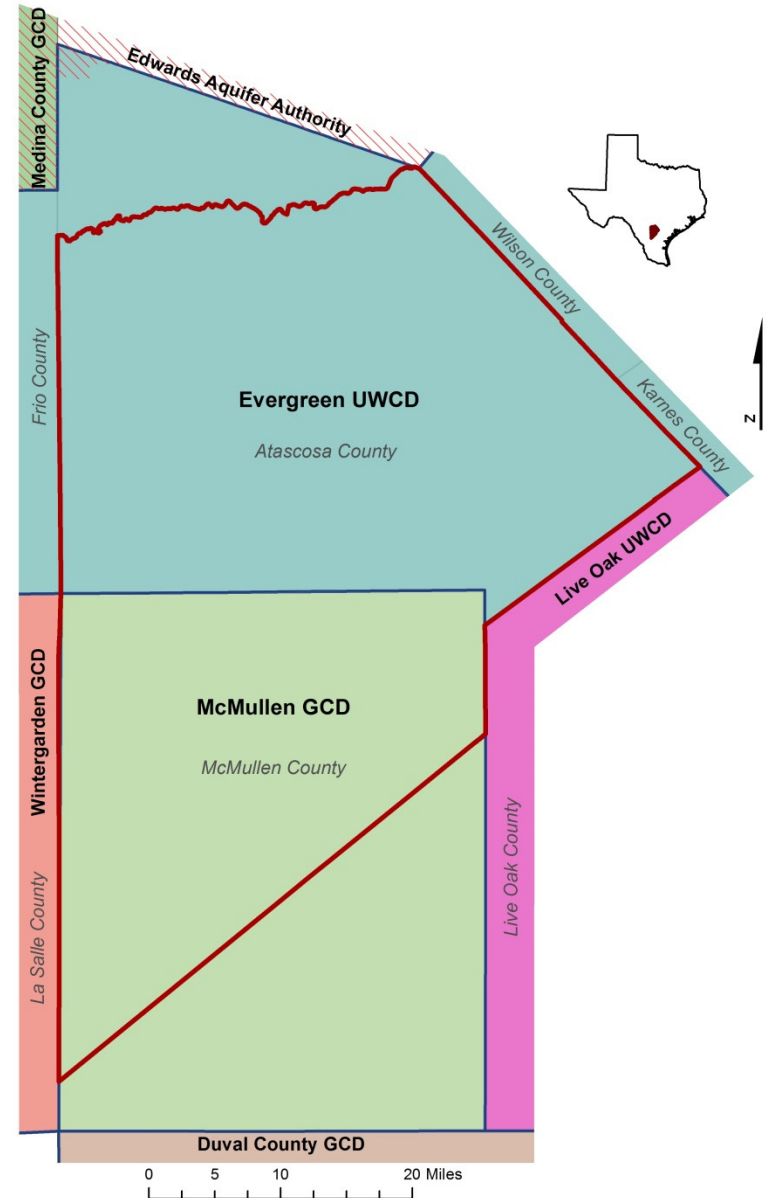 Medina County GCD
Edwards Aquifer Authority
Wilson County
Frio County
Karnes County
Evergreen UWCD
Atascosa County
N
Live Oak UWCD
Wintergarden GCD
McMullen GCD
McMullen County
Live Oak County
La Salle County
Duval County GCD
0 5 10 20 Miles